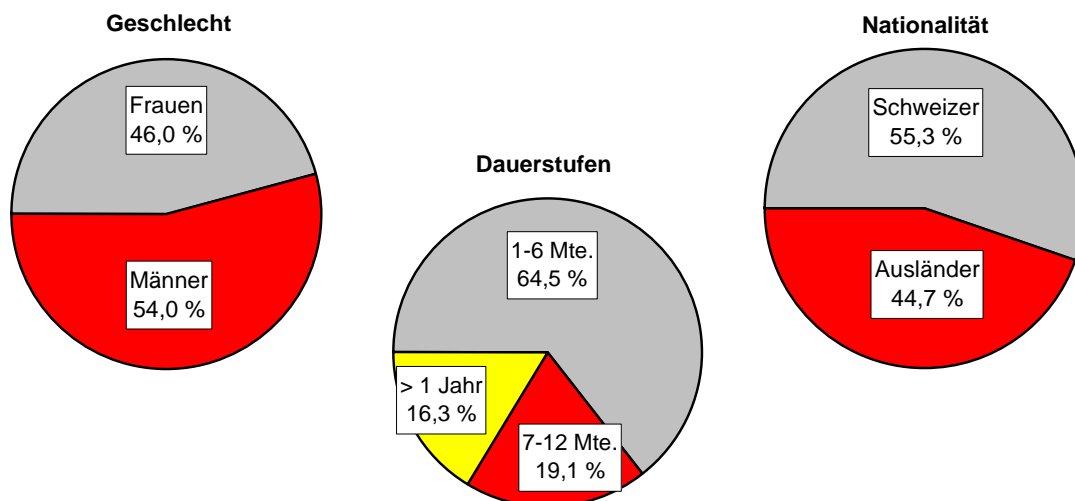 Geschlecht
Frauen
46,0 %
Männer
54,0 %
Dauerstufen
1-6 Mte.
64,5 %
> 1 Jahr
16,3 %
7-12 Mte.
19,1 %
Nationalität
Schweizer
55,3 %
Ausländer
44,7 %